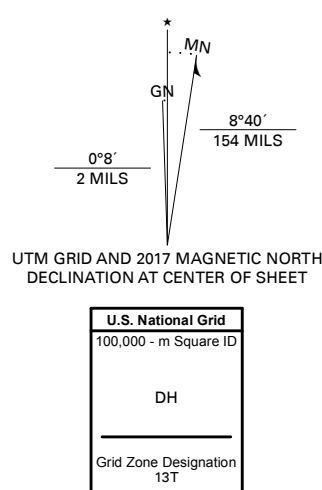 ★
MN
GN
8°40´
154 MILS
0°8´
2 MILS
UTM GRID AND 2017 MAGNETIC NORTH
DECLINATION AT CENTER OF SHEET
U.S. National Grid
100,000 - m Square ID
DH
Grid Zone Designation
13T